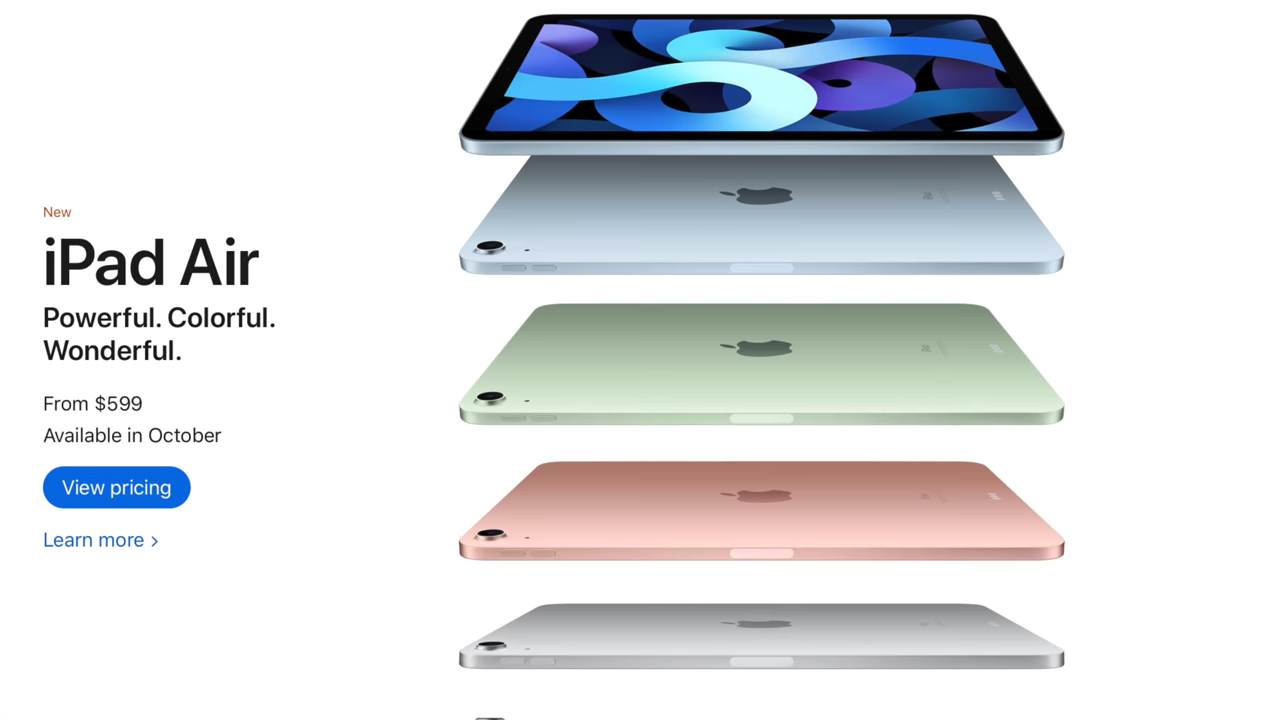 New
iPad Air
Powerful. Colorful.
Wonderful.
From $599
Available in October
View pricing
Learn more >